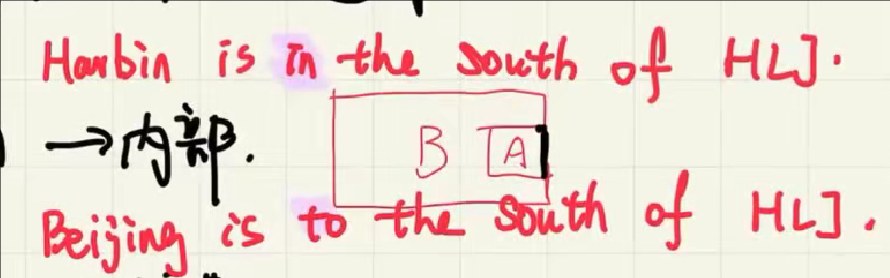 Harbin is in the south of HLJ.
→内部.
B A
Beijing is to the south of HLJ.